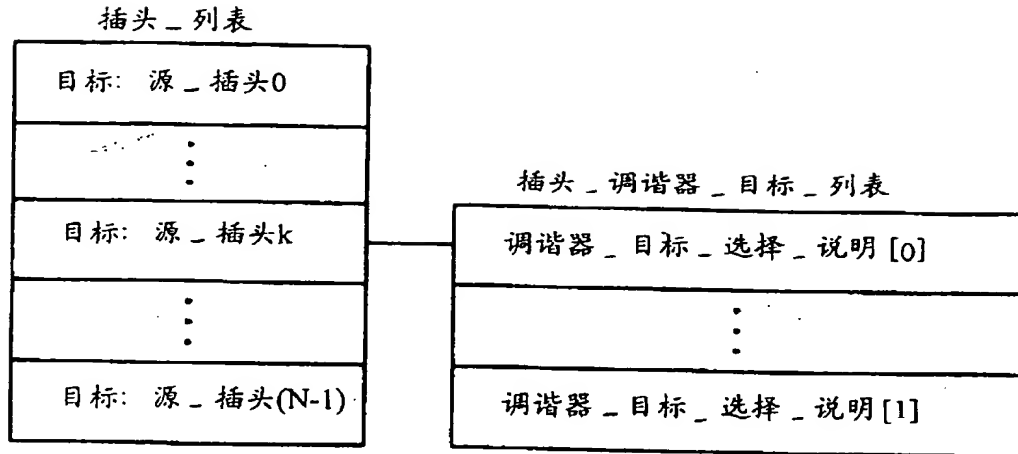 插头_列表
目标: 源_插头0
目标: 源_插头k
目标: 源_插头(N-1)
插头_调谐器_目标_列表
调谐器_目标_选择_说明[0]
调谐器_目标_选择_说明[1]